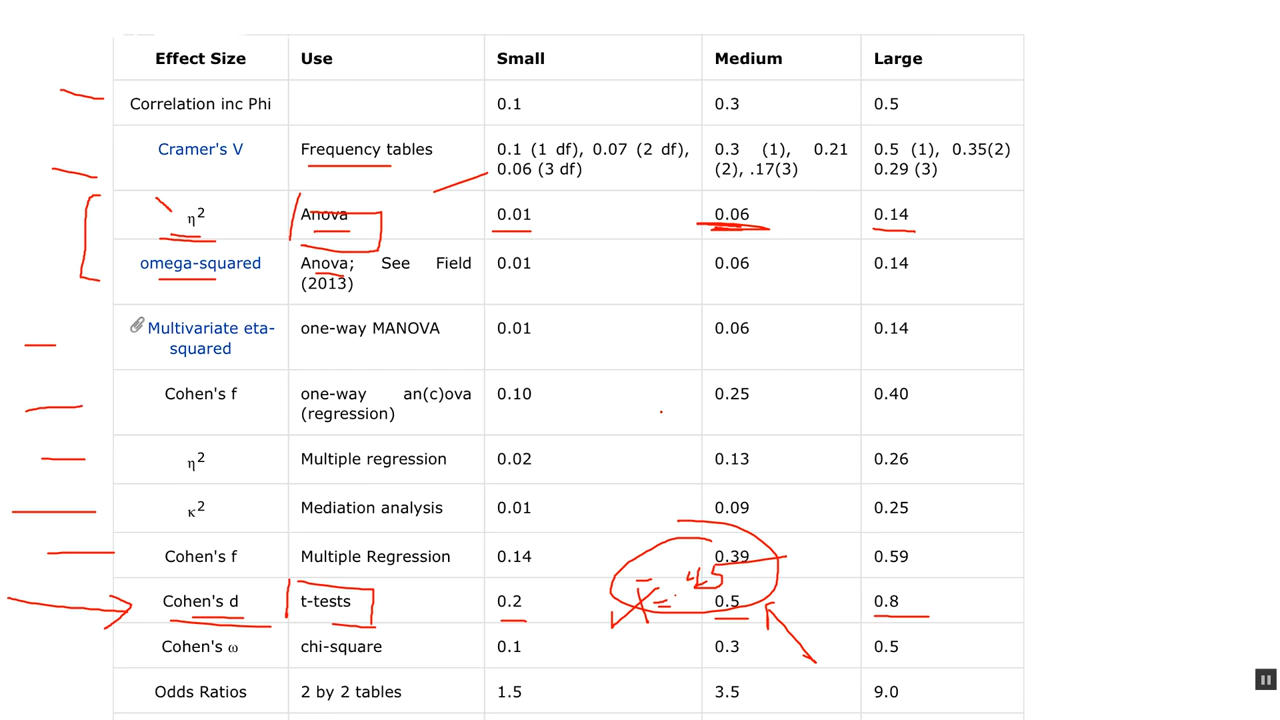 Effect Size Use Small Medium Large
Correlation inc Phi 0.1 0.3 0.5
Cramer's V Frequency tables 0.1 (1 df), 0.07 (2 df), 0.06 (3 df) 0.3 (1), 0.21 (2), .17(3) 0.5 (1), 0.35(2) 0.29 (3)
η² Anova 0.01 0.06 0.14
omega-squared Anova; See Field (2013) 0.01 0.06 0.14
Multivariate eta-squared one-way MANOVA 0.01 0.06 0.14
Cohen's f one-way an(c)ova (regression) 0.10 0.25 0.40
η² Multiple regression 0.02 0.13 0.26
κ² Mediation analysis 0.01 0.09 0.25
Cohen's f Multiple Regression 0.14 0.39 0.59
.45
Cohen's d t-tests 0.2 0.5 0.8
Cohen's ω chi-square 0.1 0.3 0.5
Odds Ratios 2 by 2 tables 1.5 3.5 9.0